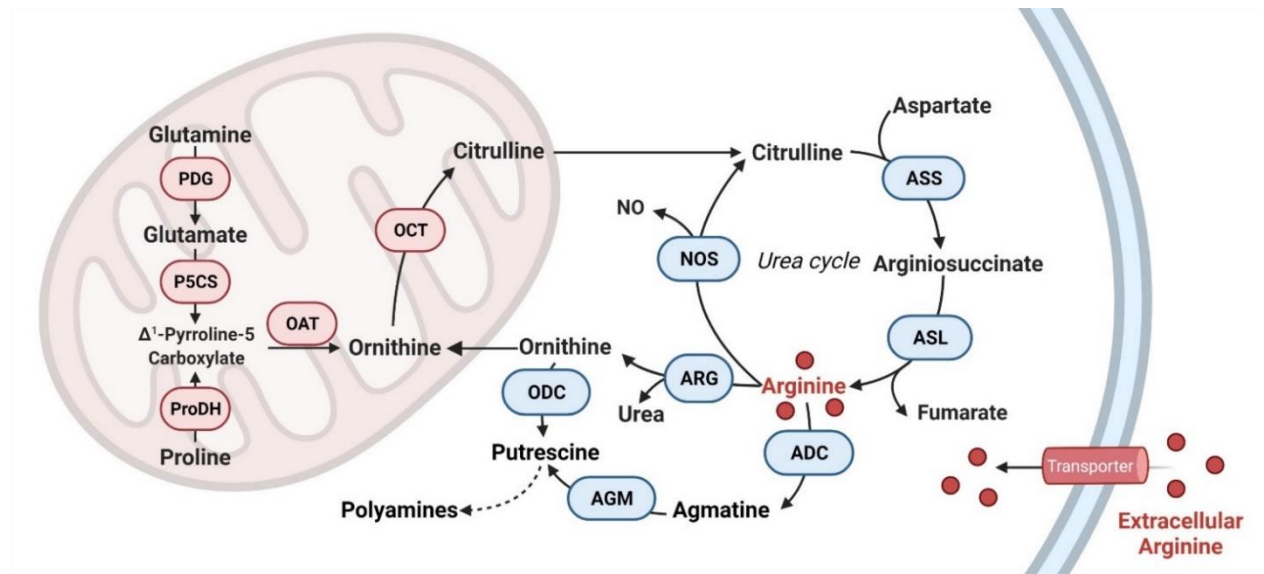 Glutamine
PDG
Glutamate
P5CS
Δ¹-Pyrroline-5
Carboxylate
ProDH
Proline
OAT
Ornithine
OCT
Citrulline
Citrulline
Aspartate
ASS
Arginiosuccinate
ASL
Fumarate
Arginine
Urea cycle
NOS
NO
ARG
Urea
Ornithine
ODC
Putrescine
Polyamines
ADC
Agmatine
AGM
Transporter
Extracellular
Arginine